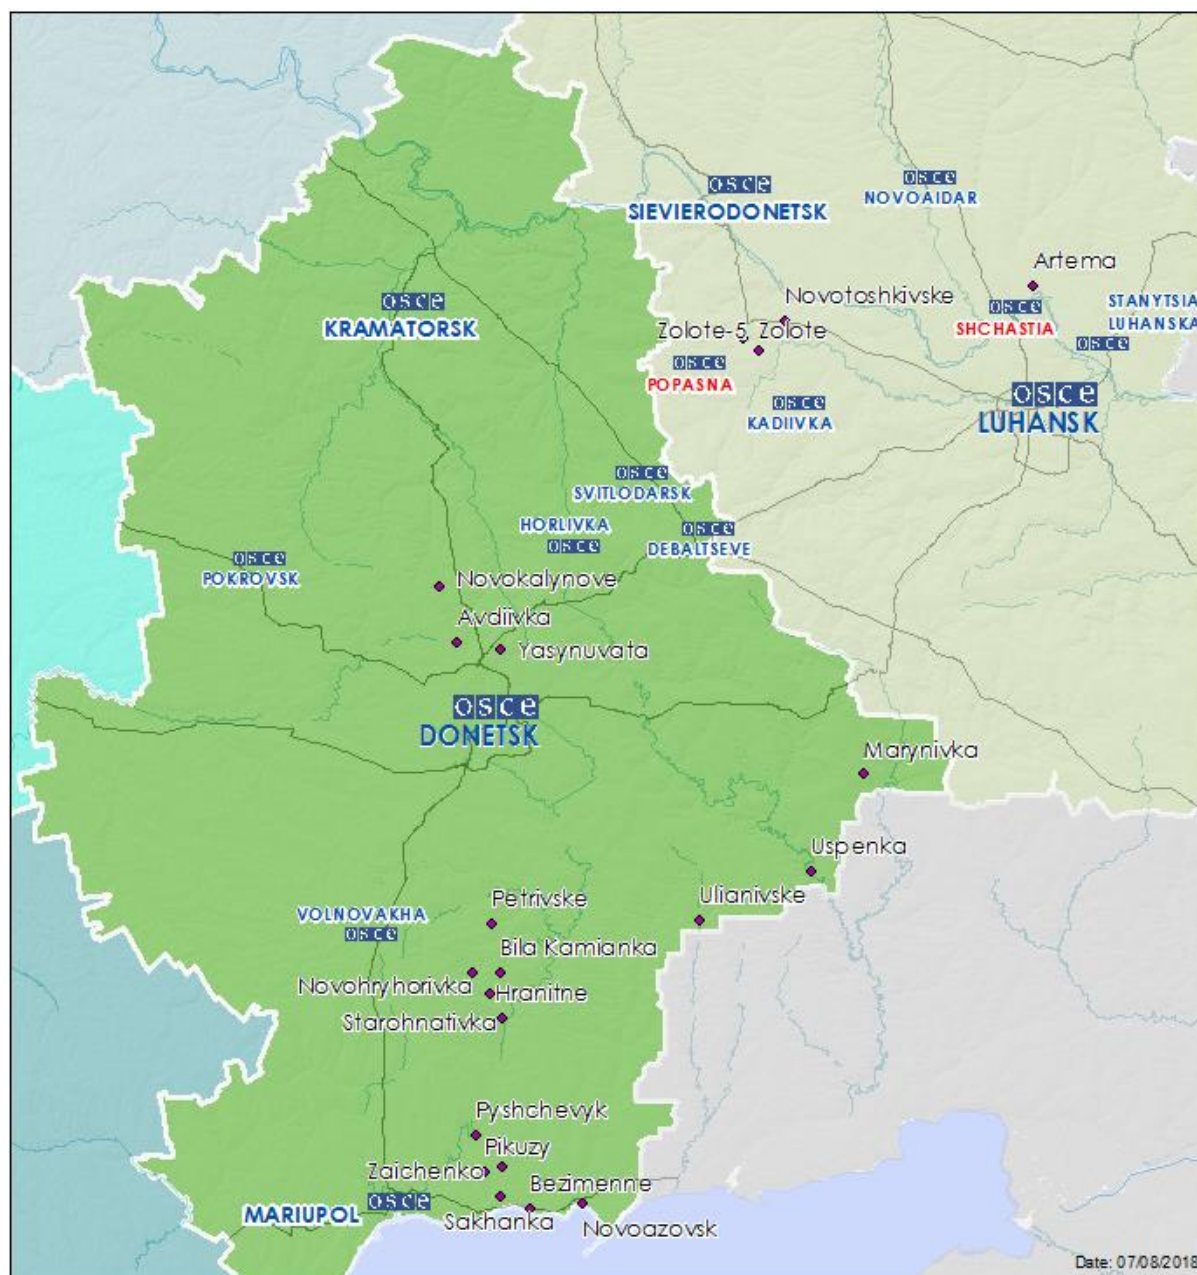 osce
SIEVIERODONETSK
osce
NOVOAIDAR
Artema
osce
KRAMATORSK
Novotoshkivske
osce
SHCHASTIA
STANYTSIA
LUHANSKA
osce
Zolote-5, Zolote
osce
POPASNA
osce
KADIIVKA
osce
LUHANSK
osce
SVITLODARSK
HORLIVKA
osce
osce
DEBALTSEVE
osce
POKROVSK
Novokalynove
Avdiivka
Yasynuvata
osce
DONETSK
Marynivka
Uspenka
Petrivske
Ulianivske
VOLNOVAKHA
osce
Bila Kamianka
Novohryhorivka
Hranitne
Starohnativka
Pyshchevyk
Pikuzy
Zaichenko
Bezimenne
MARIUPOL
osce
Sakhanka
Novoazovsk
Date: 07/08/2018